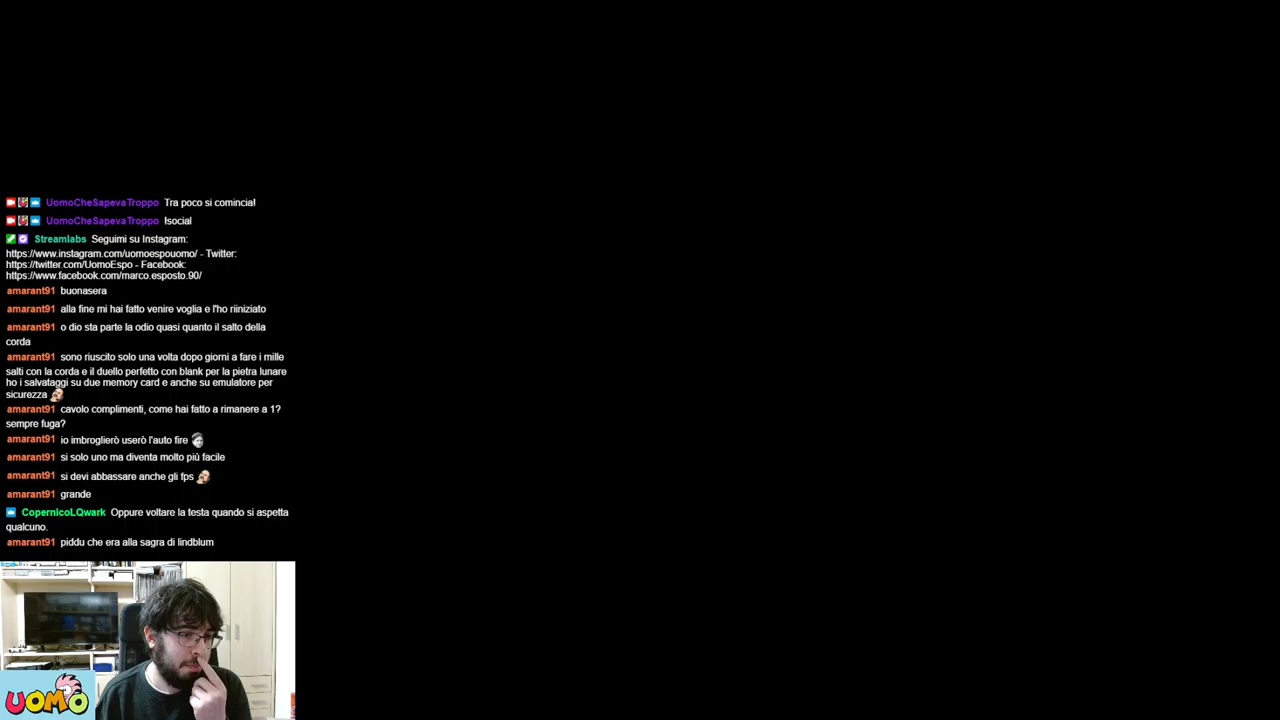 UomoCheSapevaTroppo Tra poco si comincia!
UomoCheSapevaTroppo !social
Streamlabs Seguimi su Instagram:
https://www.instagram.com/uomoespouomo/ - Twitter:
https://twitter.com/UomoEspo - Facebook:
https://www.facebook.com/marco.esposto.90/
amarant91 buonasera
amarant91 alla fine mi hai fatto venire voglia e l'ho riiniziato
amarant91 o dio sta parte la odio quasi quanto il salto della
corda
amarant91 sono riuscito solo una volta dopo giorni a fare i mille
salti con la corda e il duello perfetto con blank per la pietra lunare
ho i salvataggi su due memory card e anche su emulatore per
sicurezza
amarant91 cavolo complimenti, come hai fatto a rimanere a 1?
sempre fuga?
amarant91 io imbroglierò userò l'auto fire
amarant91 si solo uno ma diventa molto più facile
amarant91 si devi abbassare anche gli fps
amarant91 grande
CopernicoLQwark Oppure voltare la testa quando si aspetta
qualcuno.
amarant91 piddu che era alla sagra di lindblum
UOMO